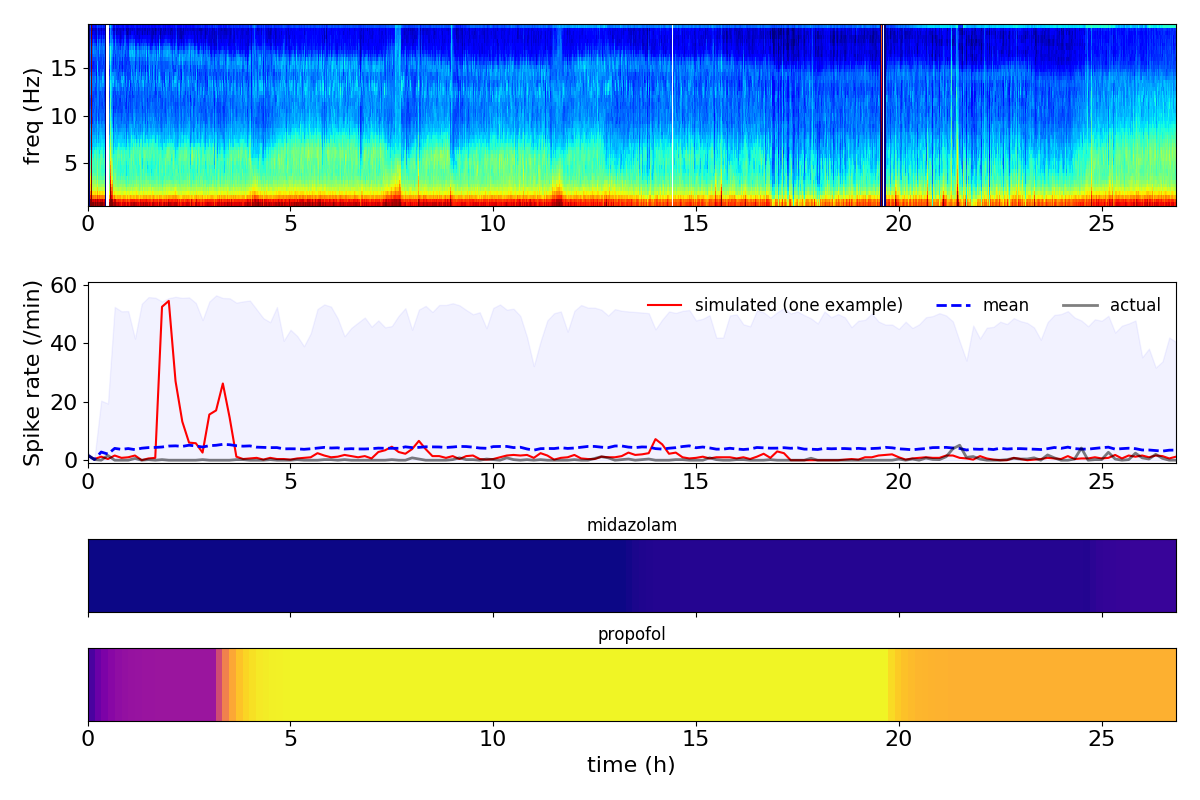 freq (Hz)
15
10
5
0 5 10 15 20 25
Spike rate (/min)
60
40
20
0
simulated (one example) mean actual
0 5 10 15 20 25
midazolam
propofol
0 5 10 15 20 25
time (h)